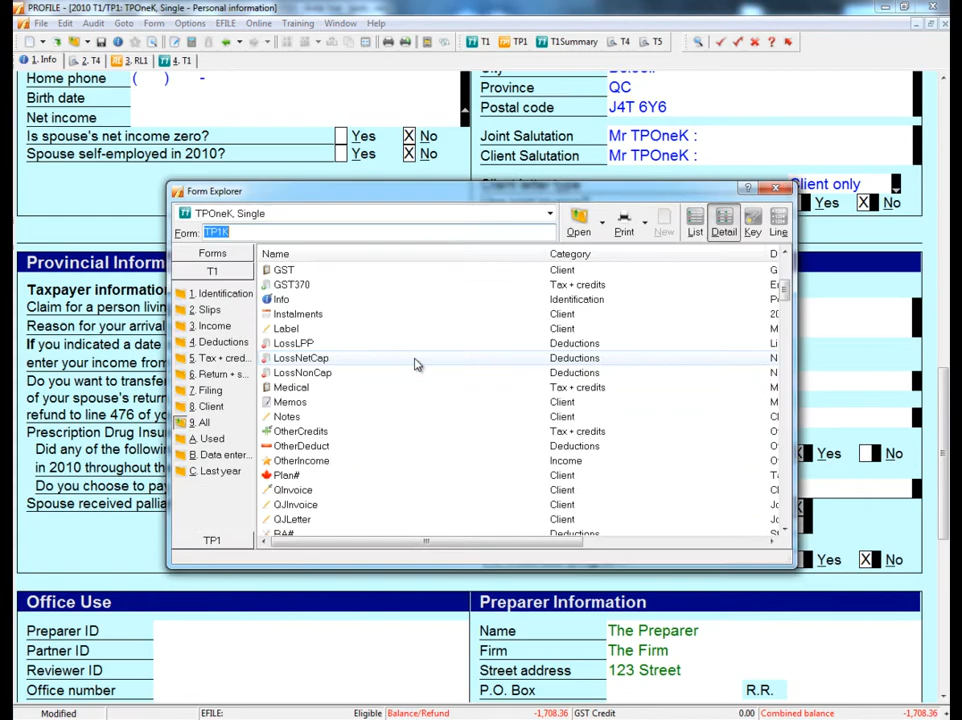 PROFILE - [2010 T1/TP1: TPOneK, Single - Personal information]
File Edit Audit Goto Form Options EFILE Online Training Window Help
T1 TP1 T1Summary T4 T5
1. Info 2. T4 3. RL1 4. T1
Home phone ( ) -
Birth date
Net income
Is spouse's net income zero? Yes X No
Spouse self-employed in 2010? Yes X No
Province QC
Postal code J4T 6Y6
Joint Salutation Mr TPOneK :
Client Salutation Mr TPOneK :
Client letter type Client only
Yes X No
Form Explorer
TPOneK, Single
Form: TP1K
Open Print New List Detail Key Line
Forms
T1
1. Identification
2. Slips
3. Income
4. Deductions
5. Tax + cred...
6. Return + s...
7. Filing
8. Client
9. All
A. Used
B. Data enter...
C. Last year
TP1
Name Category D
GST Client G
GST370 Tax + credits E
Info Identification P
Instalments Client 20
Label Client M
LossLPP Deductions Li
LossNetCap Deductions N
LossNonCap Deductions N
Medical Tax + credits M
Memos Client M
Notes Client M
OtherCredits Tax + credits O
OtherDeduct Deductions O
OtherIncome Income O
Plan# Client T
QInvoice Client
QJInvoice Client Jo
QJLetter Client Jo
RA# Deductions
Provincial Inform
Taxpayer information
Claim for a person livin
Reason for your arrival
If you indicated a date
enter your income from
Do you want to transfer
of your spouse's return
refund to line 476 of yo
Prescription Drug Insu
Did any of the followin
in 2010 throughout the
Do you choose to pay
Spouse received pallia
Yes No
Yes X No
Office Use
Preparer ID
Partner ID
Reviewer ID
Office number
Preparer Information
Name The Preparer
Firm The Firm
Street address 123 Street
P.O. Box R.R.
Modified EFILE: Eligible Balance/Refund -1,708.36 GST Credit 0.00 Combined balance -1,708.36